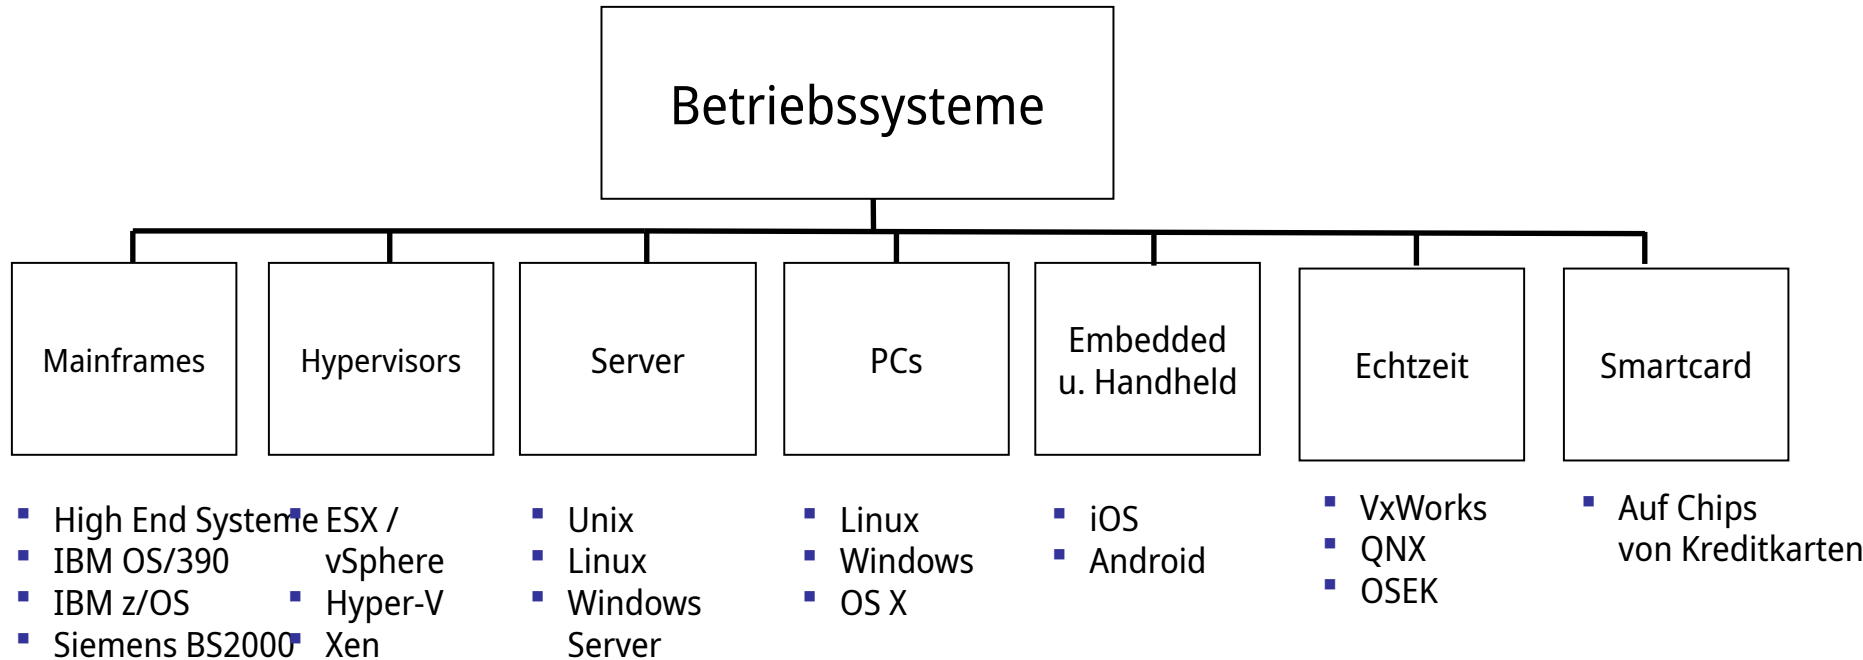 Betriebssysteme
Mainframes
Hypervisors
Server
PCs
Embedded
u. Handheld
Echtzeit
Smartcard
High End Systeme
IBM OS/390
IBM z/OS
Siemens BS2000
ESX /
vSphere
Hyper-V
Xen
Unix
Linux
Windows
Server
Linux
Windows
OS X
iOS
Android
VxWorks
QNX
OSEK
Auf Chips
von Kreditkarten